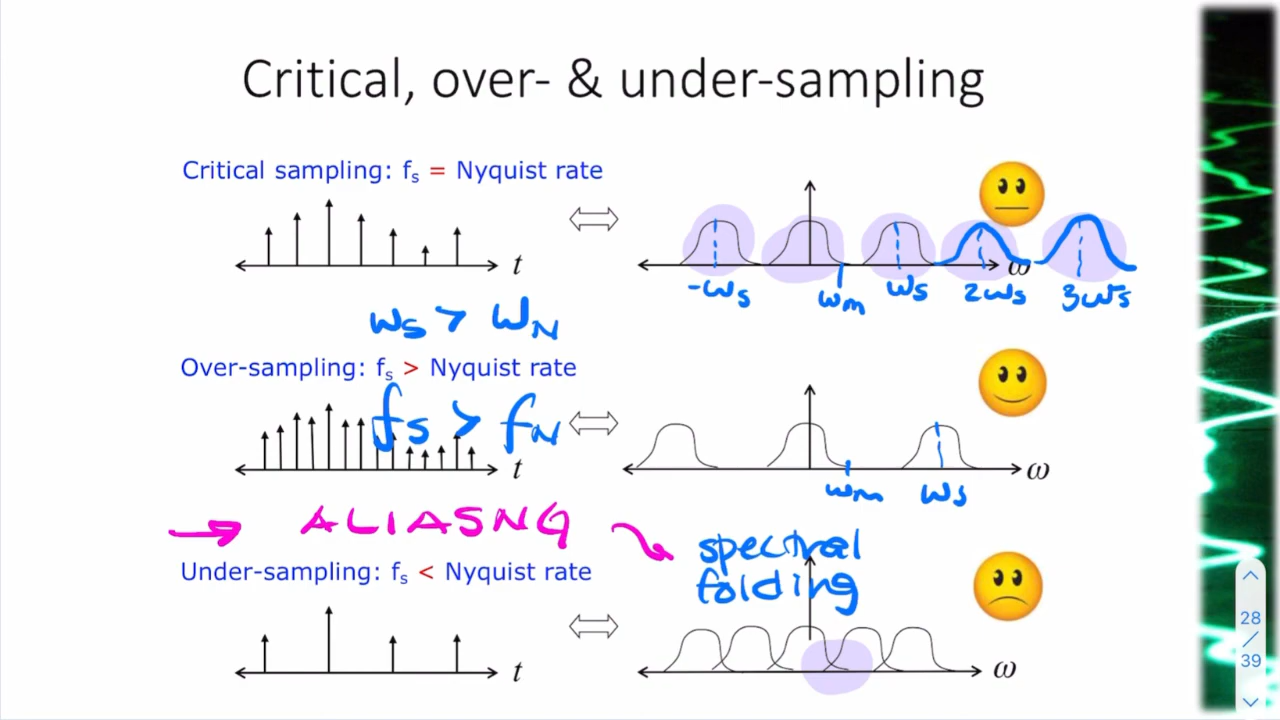 Critical, over- & under-sampling
Critical sampling: fs = Nyquist rate
t
ω
-ωs
ωm
ωs
2ωs
3ωs
ωs > ωN
Over-sampling: fs > Nyquist rate
fs > fN
t
ω
ωm
ωs
→ ALIASNG
spectral
folding
Under-sampling: fs < Nyquist rate
t
ω
28
/
39